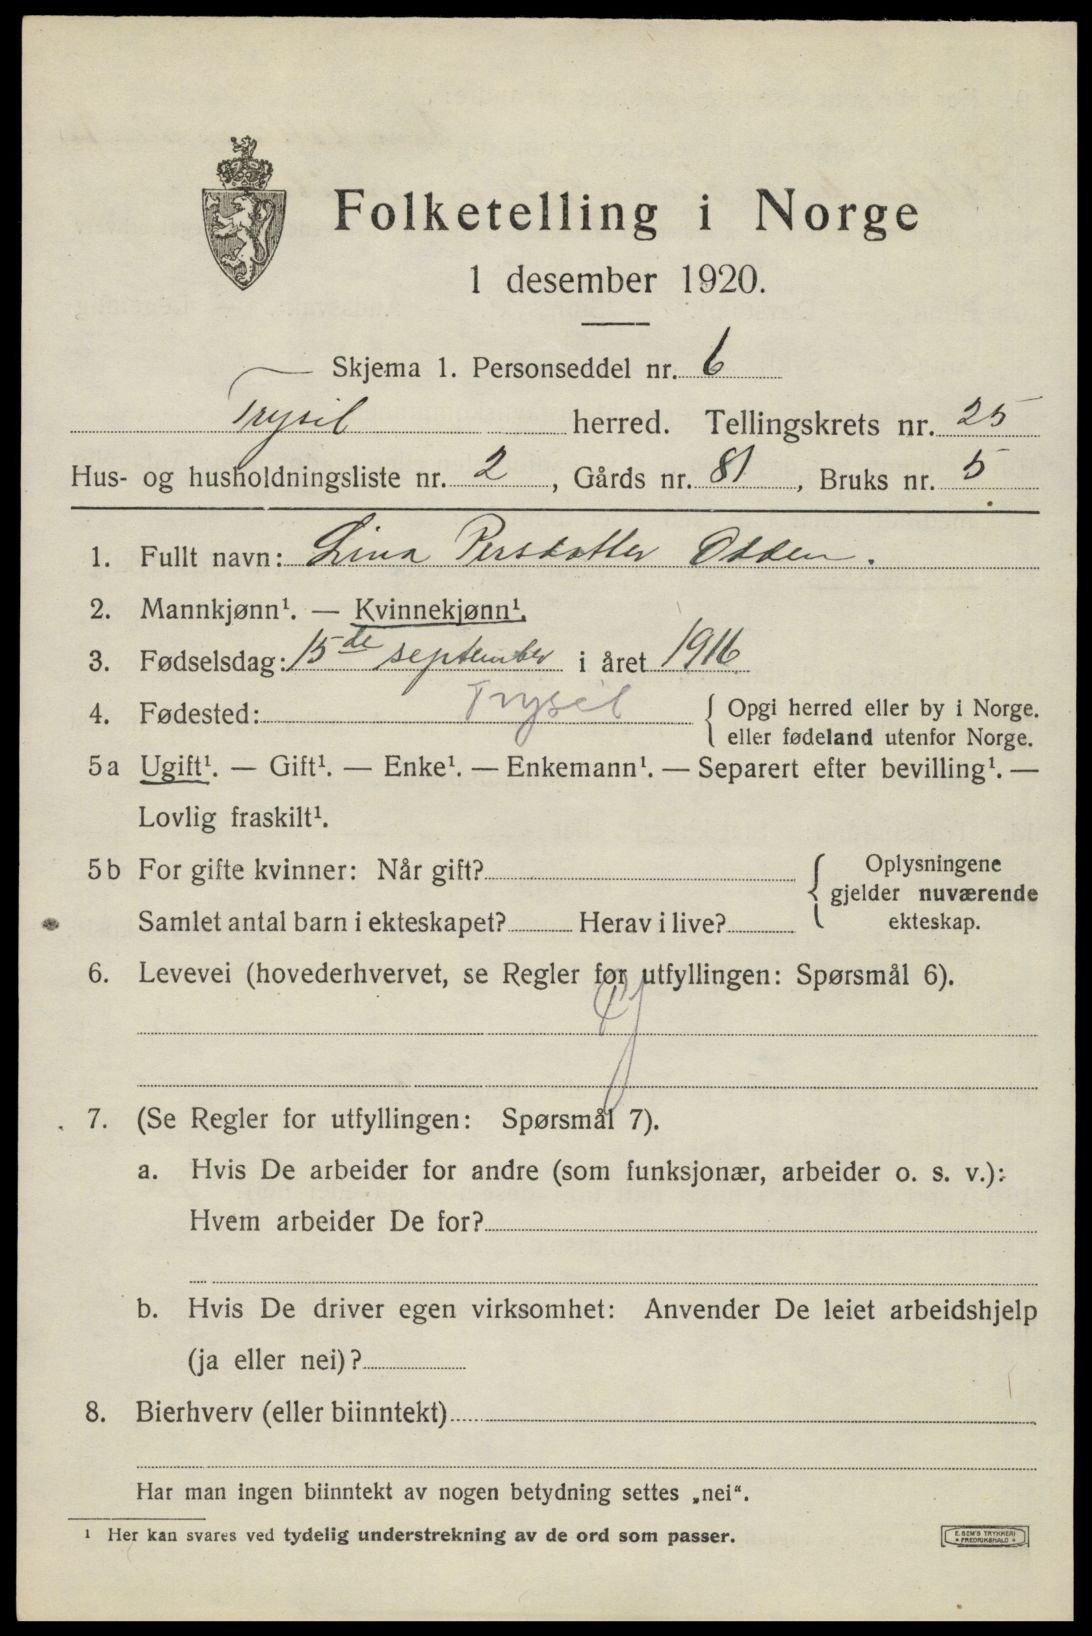 Folketelling i Norge
1 desember 1920.
Skjema 1. Personseddel nr. 6
Trysil herred. Tellingskrets nr. 25
Hus- og husholdningsliste nr. 2, Gårds nr. 81, Bruks nr. 5
1. Fullt navn: Lina Persdatter Odden.
2. Mannkjønn¹. — Kvinnekjønn¹.
3. Fødselsdag: 15de september i året 1916
4. Fødested: Trysil { Opgi herred eller by i Norge.
eller fødeland utenfor Norge.
5a Ugift¹. — Gift¹. — Enke¹. — Enkemann¹. — Separert efter bevilling¹. —
Lovlig fraskilt¹.
5b For gifte kvinner: Når gift? { Oplysningene
gjelder nuværende
Samlet antal barn i ekteskapet? Herav i live? ekteskap.
6. Levevei (hovederhvervet, se Regler for utfyllingen: Spørsmål 6).
7. (Se Regler for utfyllingen: Spørsmål 7).
a. Hvis De arbeider for andre (som funksjonær, arbeider o. s. v.):
Hvem arbeider De for?
b. Hvis De driver egen virksomhet: Anvender De leiet arbeidshjelp
(ja eller nei)?
8. Bierhverv (eller biinntekt)
Har man ingen biinntekt av nogen betydning settes „nei“.
¹ Her kan svares ved tydelig understrekning av de ord som passer.
E. SEM'S TRYKKERI
FREDRIKSHALD